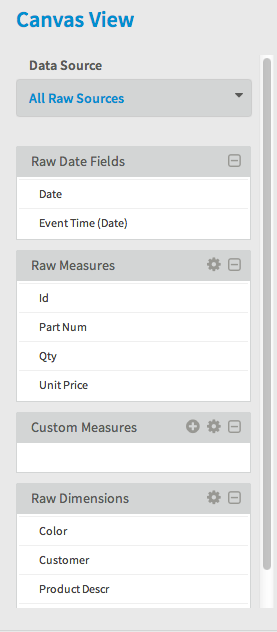 Canvas View
Data Source
All Raw Sources
Raw Date Fields
Date
Event Time (Date)
Raw Measures
Id
Part Num
Qty
Unit Price
Custom Measures
Raw Dimensions
Color
Customer
Product Descr